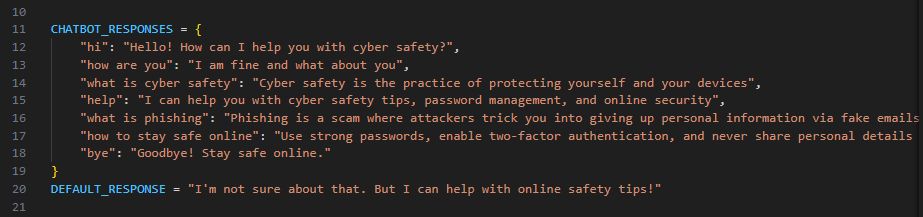 10
11 CHATBOT_RESPONSES = {
12 "hi": "Hello! How can I help you with cyber safety?",
13 "how are you": "I am fine and what about you",
14 "what is cyber safety": "Cyber safety is the practice of protecting yourself and your devices",
15 "help": "I can help you with cyber safety tips, password management, and online security",
16 "what is phishing": "Phishing is a scam where attackers trick you into giving up personal information via fake emails
17 "how to stay safe online": "Use strong passwords, enable two-factor authentication, and never share personal details
18 "bye": "Goodbye! Stay safe online."
19 }
20 DEFAULT_RESPONSE = "I'm not sure about that. But I can help with online safety tips!"
21